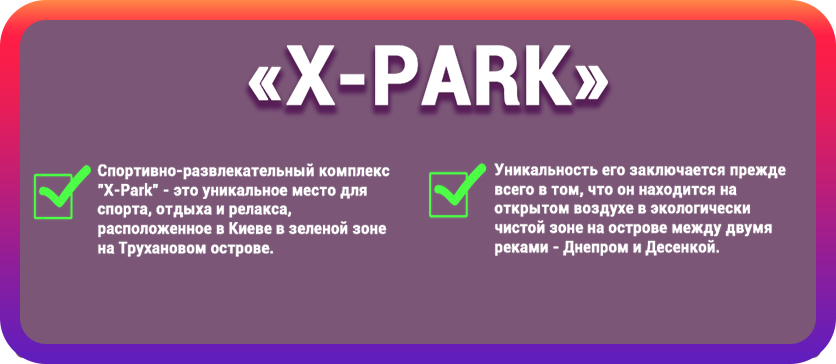 «X-PARK»
Спортивно-развлекательный комплекс
"X-Park" - это уникальное место для
спорта, отдыха и релакса,
расположенное в Киеве в зеленой зоне
на Трухановом острове.
Уникальность его заключается прежде
всего в том, что он находится на
открытом воздухе в экологически
чистой зоне на острове между двумя
реками - Днепром и Десенкой.